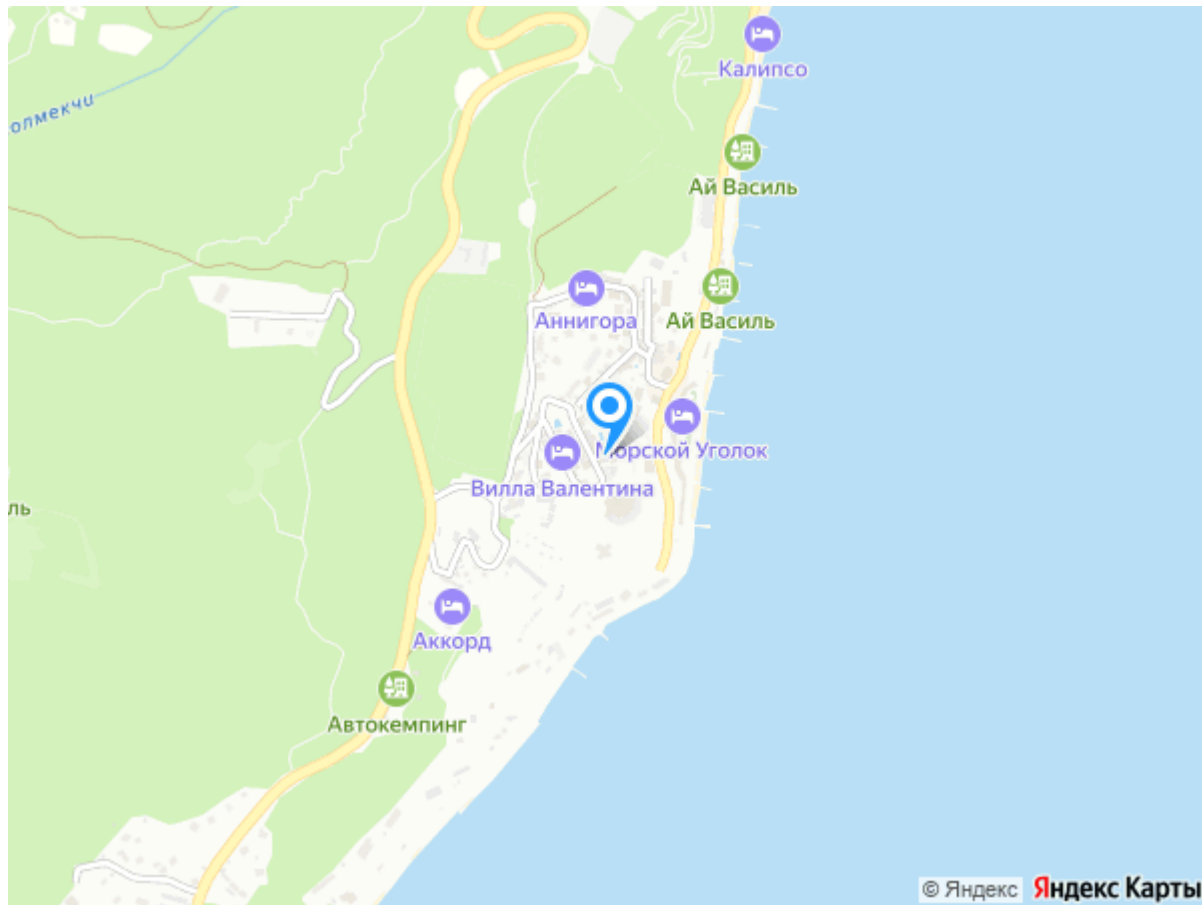 Калипсо
олмекчи
Ай Василь
Ай Василь
Аннигора
Морской Уголок
Вилла Валентина
ль
Аккорд
Автокемпинг
© Яндекс Яндекс Карты